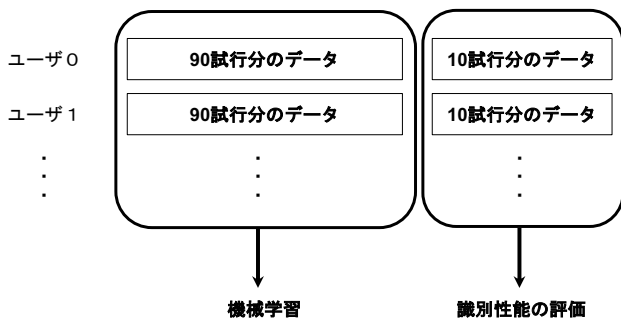 ユーザ0 90試行分のデータ 10試行分のデータ
ユーザ1 90試行分のデータ 10試行分のデータ
機械学習 識別性能の評価